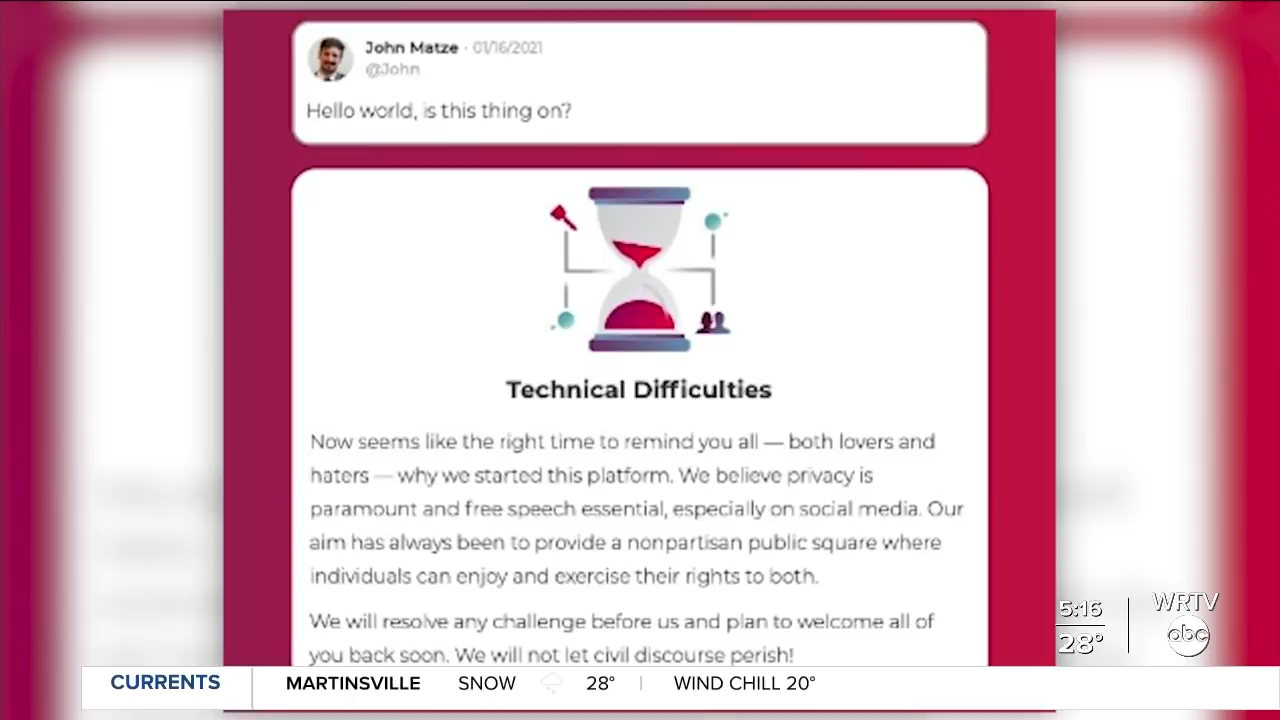 John Matze · 01/16/2021
@John
Hello world, is this thing on?
Technical Difficulties
Now seems like the right time to remind you all — both lovers and
haters — why we started this platform. We believe privacy is
paramount and free speech essential, especially on social media. Our
aim has always been to provide a nonpartisan public square where
individuals can enjoy and exercise their rights to both.
We will resolve any challenge before us and plan to welcome all of
you back soon. We will not let civil discourse perish!
5:16
28°
WRTV
abc
CURRENTS MARTINSVILLE SNOW 28° | WIND CHILL 20°